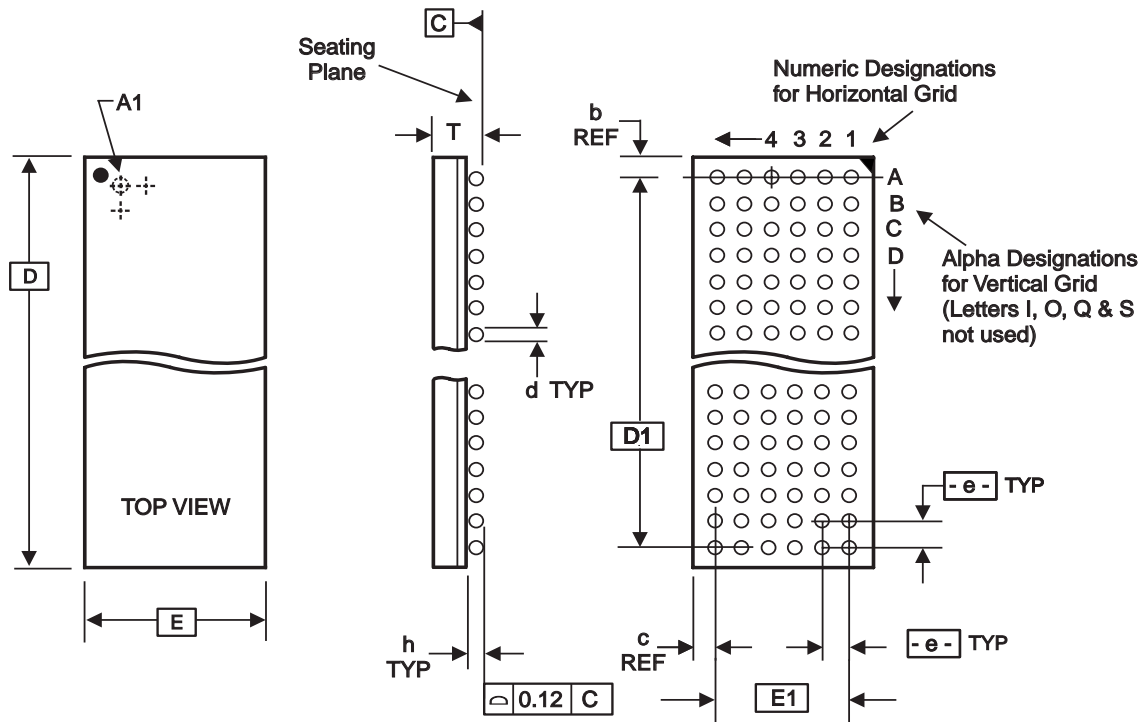 C
Seating
Plane
A1
T
b
REF
Numeric Designations
for Horizontal Grid
4 3 2 1
A
B
C
D
Alpha Designations
for Vertical Grid
(Letters I, O, Q & S
not used)
D
d TYP
D1
TOP VIEW
- e - TYP
E
h
TYP
c
REF
- e - TYP
0.12 C
E1